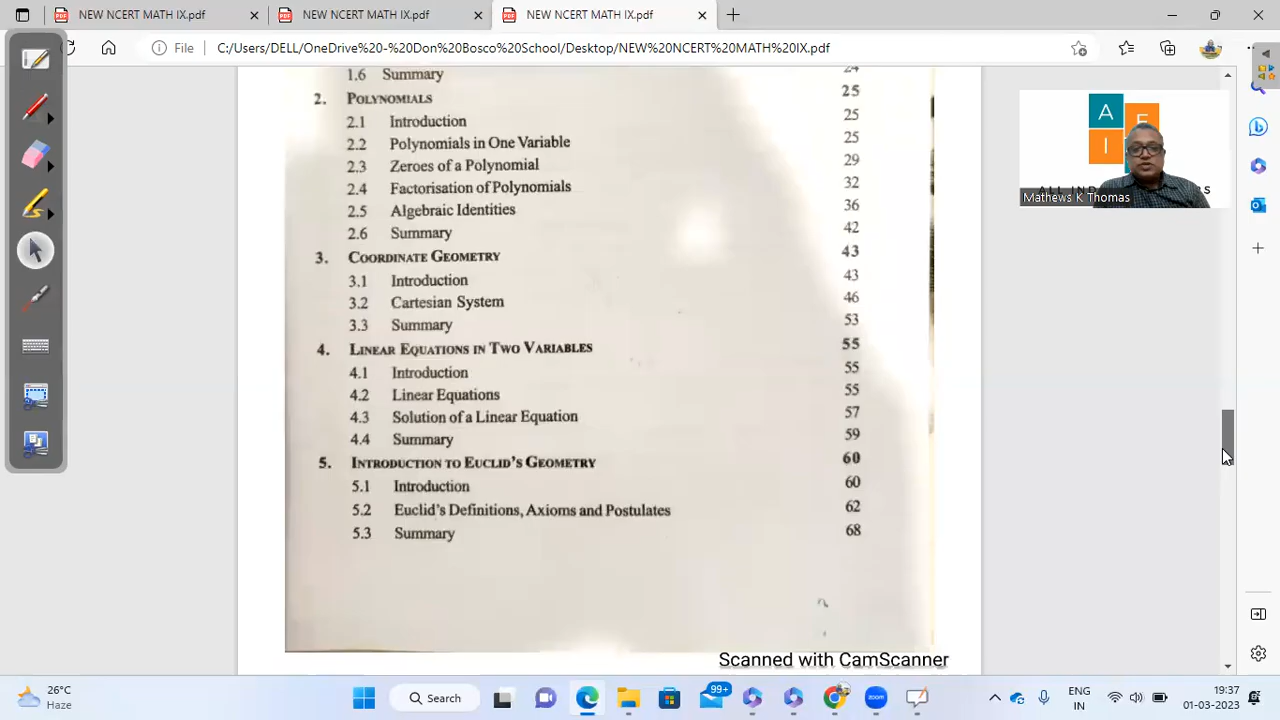 NEW NCERT MATH IX.pdf
NEW NCERT MATH IX.pdf
NEW NCERT MATH IX.pdf
File
C:/Users/DELL/OneDrive%20-%20Don%20Bosco%20School/Desktop/NEW%20NCERT%20MATH%20IX.pdf
1.6 Summary 24
2. POLYNOMIALS 25
2.1 Introduction 25
2.2 Polynomials in One Variable 25
2.3 Zeroes of a Polynomial 29
2.4 Factorisation of Polynomials 32
2.5 Algebraic Identities 36
2.6 Summary 42
3. COORDINATE GEOMETRY 43
3.1 Introduction 43
3.2 Cartesian System 46
3.3 Summary 53
4. LINEAR EQUATIONS IN TWO VARIABLES 55
4.1 Introduction 55
4.2 Linear Equations 55
4.3 Solution of a Linear Equation 57
4.4 Summary 59
5. INTRODUCTION TO EUCLID'S GEOMETRY 60
5.1 Introduction 60
5.2 Euclid's Definitions, Axioms and Postulates 62
5.3 Summary 68
Scanned with CamScanner
A
I
Mathews K Thomas
26°C
Haze
Search
99+
zoom
ENG
IN
19:37
01-03-2023